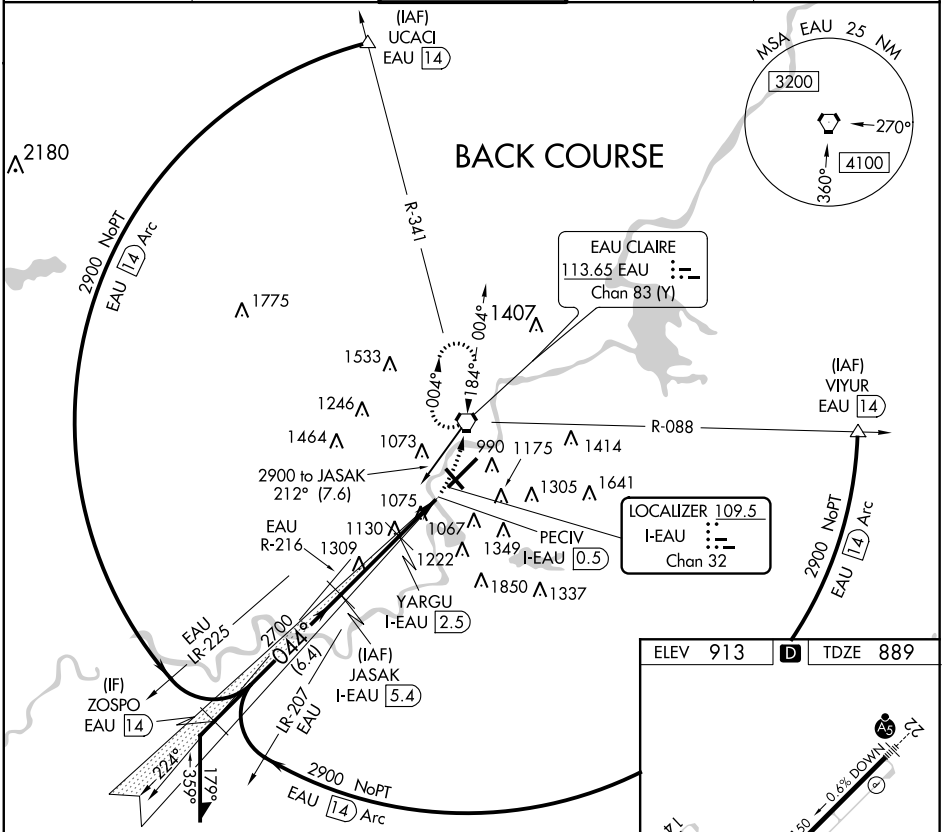 (IAF)
UCACI
EAU 14
MSA EAU 25 NM
3200
270°
4100
360°
2180
BACK COURSE
2900 NoPT
EAU 14 Arc
R-341
EAU CLAIRE
113.65 EAU
Chan 83 (Y)
1775
004°
1407
1533
004°
184°
(IAF)
VIYUR
EAU 14
1246
R-088
1464
1073
990
1175
1414
2900 to JASAK
212° (7.6)
1305
1641
1075
LOCALIZER 109.5
I-EAU
Chan 32
EAU
R-216
1130
1067
PECIV
I-EAU 0.5
1309
1222
1349
2900 NoPT
EAU 14 Arc
YARGU
I-EAU 2.5
1850
1337
EAU
LR-225
2700
044°
(6.4)
(IAF)
JASAK
I-EAU 5.4
ELEV 913
D
TDZE 889
(IF)
ZOSPO
EAU 14
LR-207
EAU
A5
22
224°
359°
179°
2900 NoPT
EAU 14 Arc
0.6% DOWN
P
150
14